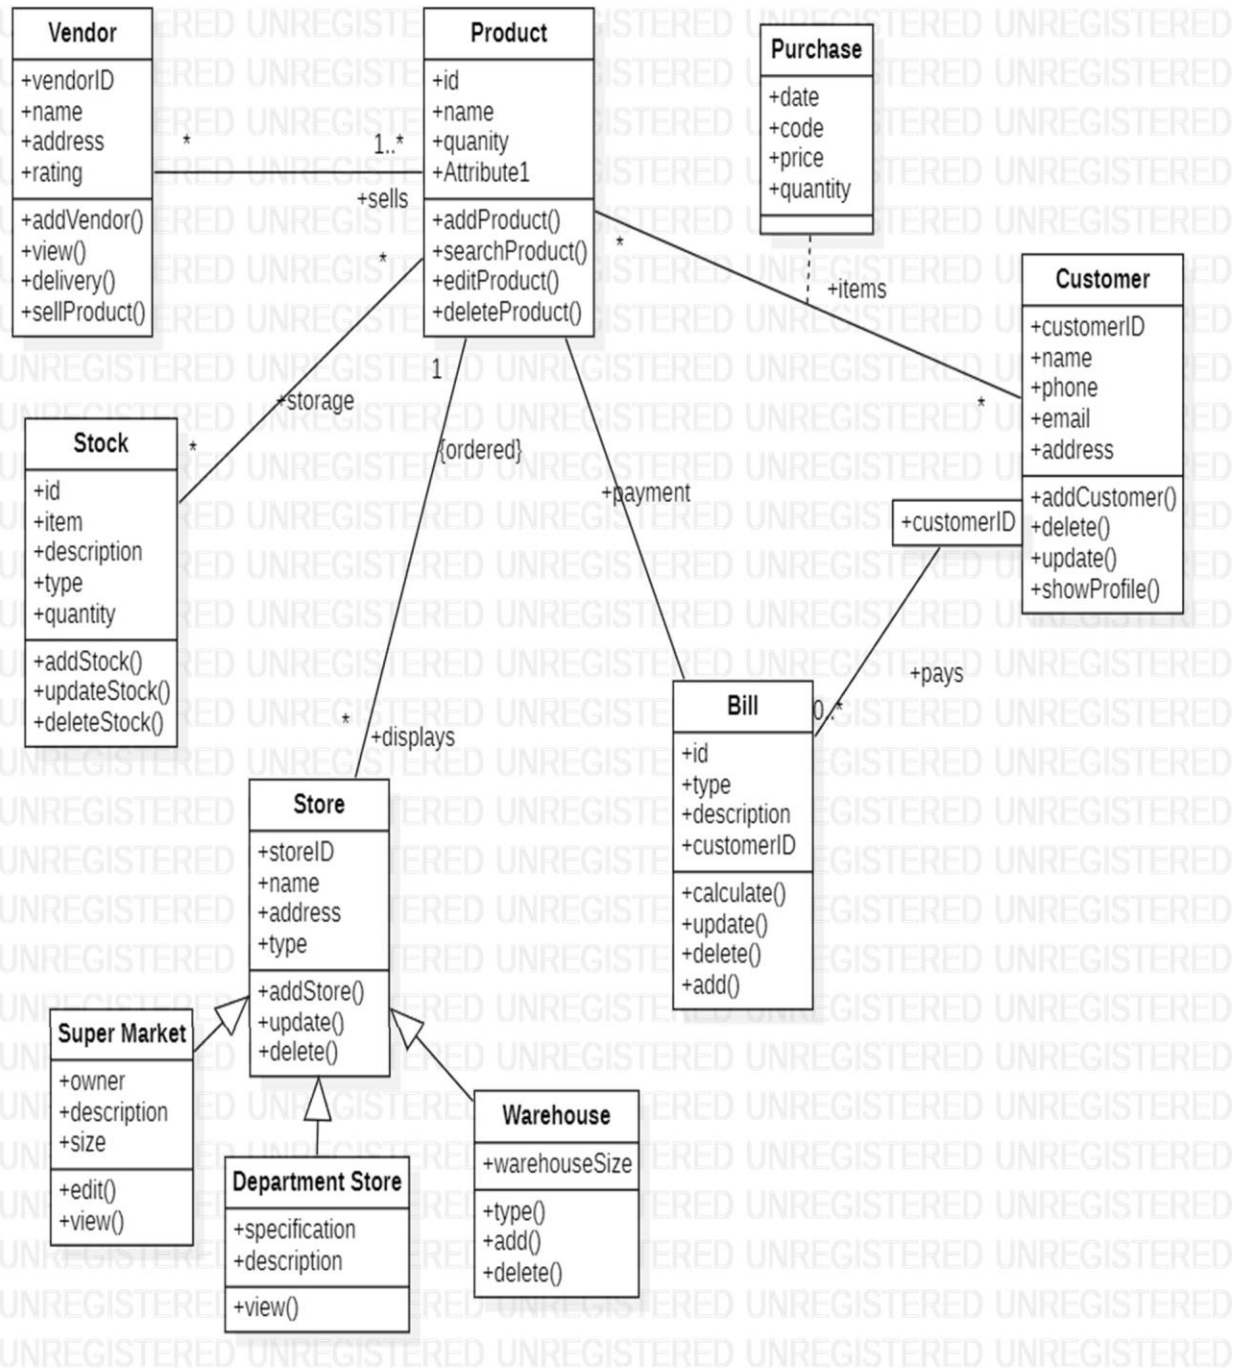 Vendor
+vendorID
+name
+address
+rating
+addVendor()
+view()
+delivery()
+sellProduct()
*
1..*
+sells
Product
+id
+name
+quanity
+Attribute1
+addProduct()
+searchProduct()
+editProduct()
+deleteProduct()
Purchase
+date
+code
+price
+quantity
*
+items
*
Customer
+customerID
+name
+phone
+email
+address
+addCustomer()
+delete()
+update()
+showProfile()
+customerID
*
+storage
*
Stock
+id
+item
+description
+type
+quantity
+addStock()
+updateStock()
+deleteStock()
1
{ordered}
*
+displays
+payment
+pays
0..*
Bill
+id
+type
+description
+customerID
+calculate()
+update()
+delete()
+add()
Store
+storeID
+name
+address
+type
+addStore()
+update()
+delete()
Super Market
+owner
+description
+size
+edit()
+view()
Department Store
+specification
+description
+view()
Warehouse
+warehouseSize
+type()
+add()
+delete()
UNREGISTERED